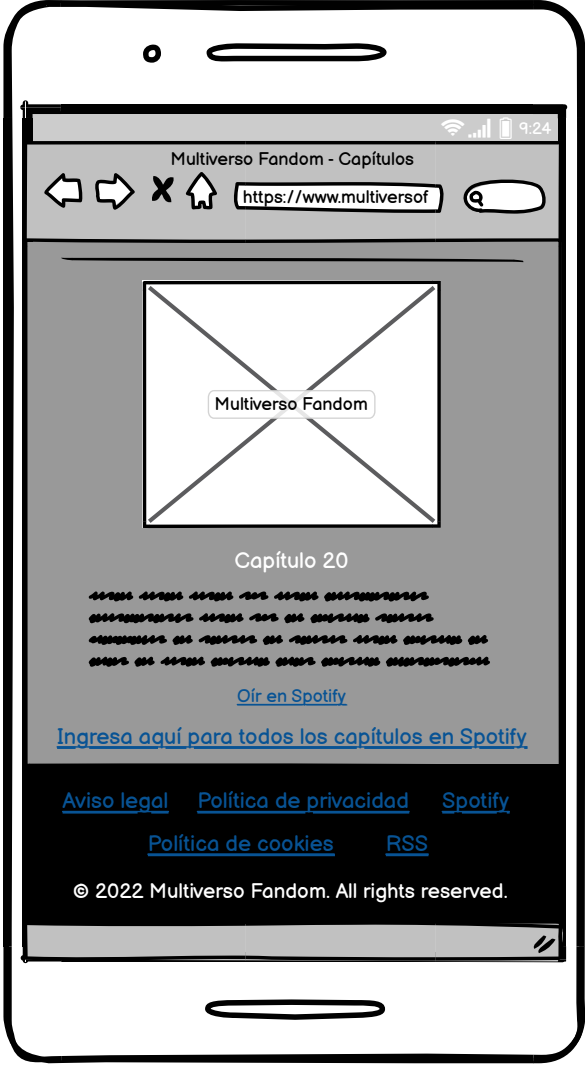 9:24
Multiverso Fandom - Capítulos
https://www.multiversof
Multiverso Fandom
Capítulo 20
Oír en Spotify
Ingresa aquí para todos los capítulos en Spotify
Aviso legal Política de privacidad Spotify
Política de cookies RSS
© 2022 Multiverso Fandom. All rights reserved.